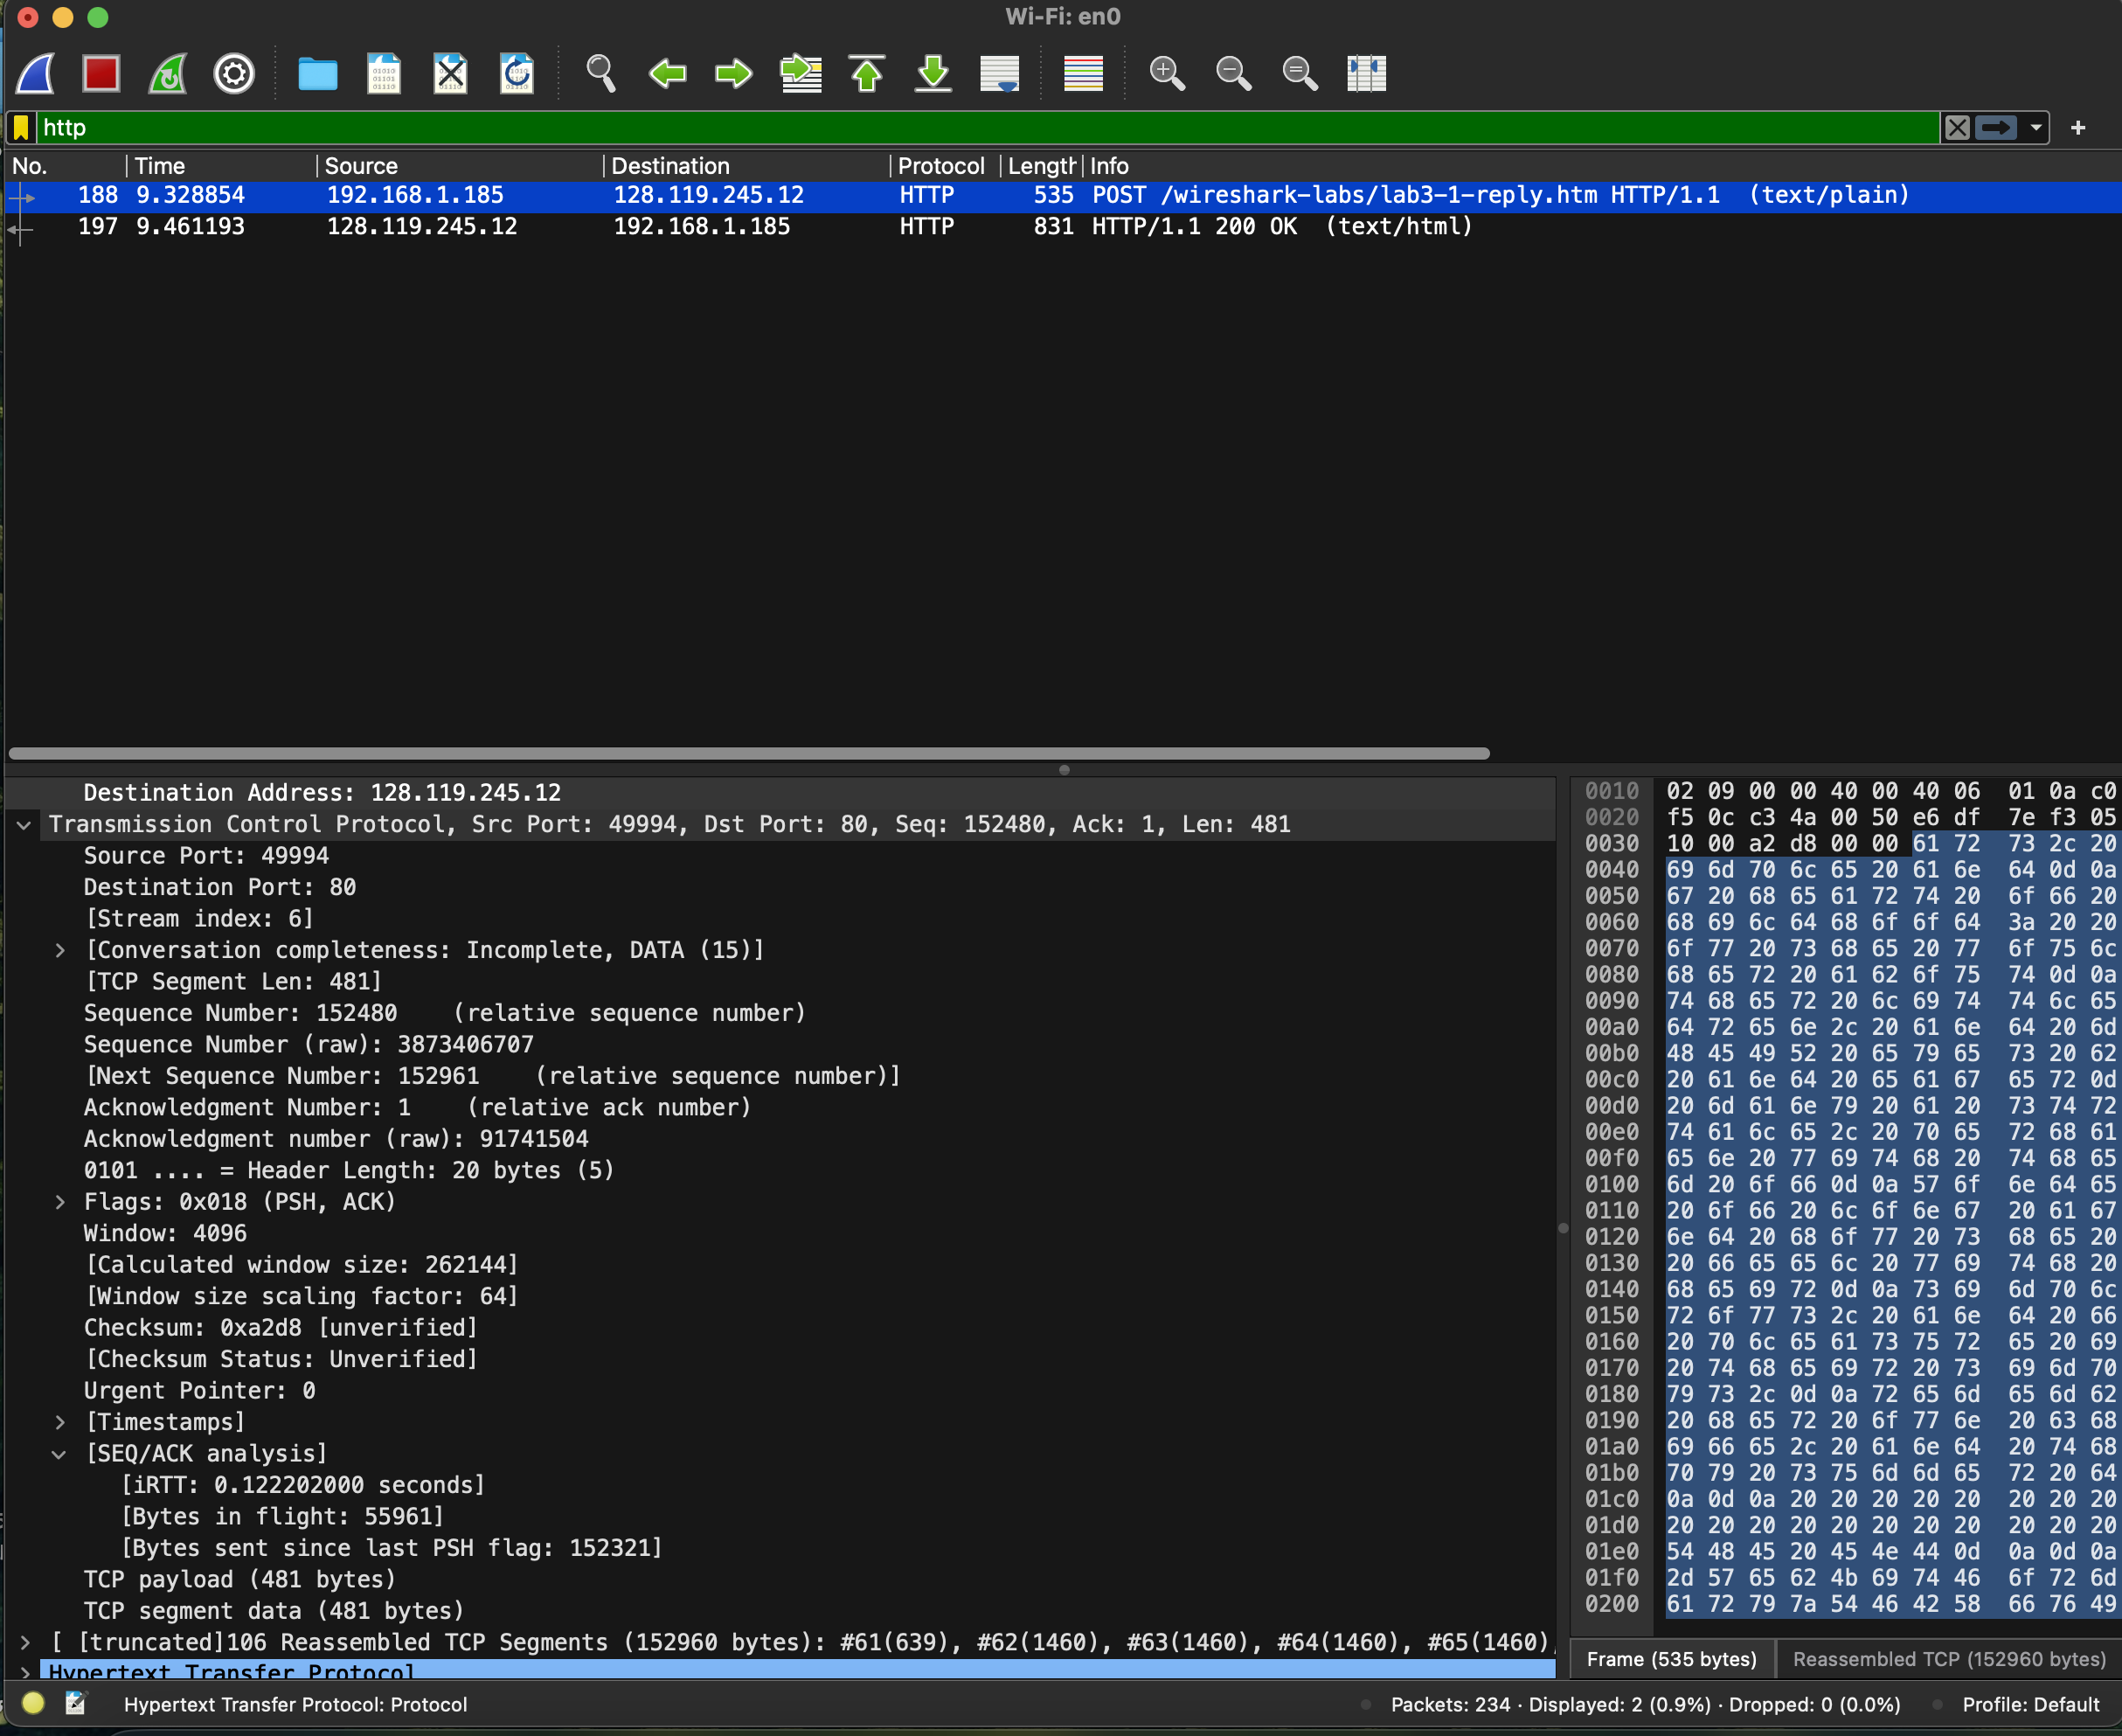 Wi-Fi: en0
http
No. Time Source Destination Protocol Length Info
188 9.328854 192.168.1.185 128.119.245.12 HTTP 535 POST /wireshark-labs/lab3-1-reply.htm HTTP/1.1 (text/plain)
197 9.461193 128.119.245.12 192.168.1.185 HTTP 831 HTTP/1.1 200 OK (text/html)
Destination Address: 128.119.245.12
Transmission Control Protocol, Src Port: 49994, Dst Port: 80, Seq: 152480, Ack: 1, Len: 481
Source Port: 49994
Destination Port: 80
[Stream index: 6]
[Conversation completeness: Incomplete, DATA (15)]
[TCP Segment Len: 481]
Sequence Number: 152480 (relative sequence number)
Sequence Number (raw): 3873406707
[Next Sequence Number: 152961 (relative sequence number)]
Acknowledgment Number: 1 (relative ack number)
Acknowledgment number (raw): 91741504
0101 .... = Header Length: 20 bytes (5)
Flags: 0x018 (PSH, ACK)
Window: 4096
[Calculated window size: 262144]
[Window size scaling factor: 64]
Checksum: 0xa2d8 [unverified]
[Checksum Status: Unverified]
Urgent Pointer: 0
[Timestamps]
[SEQ/ACK analysis]
[iRTT: 0.122202000 seconds]
[Bytes in flight: 55961]
[Bytes sent since last PSH flag: 152321]
TCP payload (481 bytes)
TCP segment data (481 bytes)
[ [truncated]106 Reassembled TCP Segments (152960 bytes): #61(639), #62(1460), #63(1460), #64(1460), #65(1460),
Hypertext Transfer Protocol
0010 02 09 00 00 40 00 40 06 01 0a c0
0020 f5 0c c3 4a 00 50 e6 df 7e f3 05
0030 10 00 a2 d8 00 00 61 72 73 2c 20
0040 69 6d 70 6c 65 20 61 6e 64 0d 0a
0050 67 20 68 65 61 72 74 20 6f 66 20
0060 68 69 6c 64 68 6f 6f 64 3a 20 20
0070 6f 77 20 73 68 65 20 77 6f 75 6c
0080 68 65 72 20 61 62 6f 75 74 0d 0a
0090 74 68 65 72 20 6c 69 74 74 6c 65
00a0 64 72 65 6e 2c 20 61 6e 64 20 6d
00b0 48 45 49 52 20 65 79 65 73 20 62
00c0 20 61 6e 64 20 65 61 67 65 72 0d
00d0 20 6d 61 6e 79 20 61 20 73 74 72
00e0 74 61 6c 65 2c 20 70 65 72 68 61
00f0 65 6e 20 77 69 74 68 20 74 68 65
0100 6d 20 6f 66 0d 0a 57 6f 6e 64 65
0110 20 6f 66 20 6c 6f 6e 67 20 61 67
0120 6e 64 20 68 6f 77 20 73 68 65 20
0130 20 66 65 65 6c 20 77 69 74 68 20
0140 68 65 69 72 0d 0a 73 69 6d 70 6c
0150 72 6f 77 73 2c 20 61 6e 64 20 66
0160 20 70 6c 65 61 73 75 72 65 20 69
0170 20 74 68 65 69 72 20 73 69 6d 70
0180 79 73 2c 0d 0a 72 65 6d 65 6d 62
0190 20 68 65 72 20 6f 77 6e 20 63 68
01a0 69 66 65 2c 20 61 6e 64 20 74 68
01b0 70 79 20 73 75 6d 6d 65 72 20 64
01c0 0a 0d 0a 20 20 20 20 20 20 20 20
01d0 20 20 20 20 20 20 20 20 20 20 20
01e0 54 48 45 20 45 4e 44 0d 0a 0d 0a
01f0 2d 57 65 62 4b 69 74 46 6f 72 6d
0200 61 72 79 7a 54 46 42 58 66 76 49
Frame (535 bytes) Reassembled TCP (152960 bytes)
Hypertext Transfer Protocol: Protocol Packets: 234 · Displayed: 2 (0.9%) · Dropped: 0 (0.0%) Profile: Default